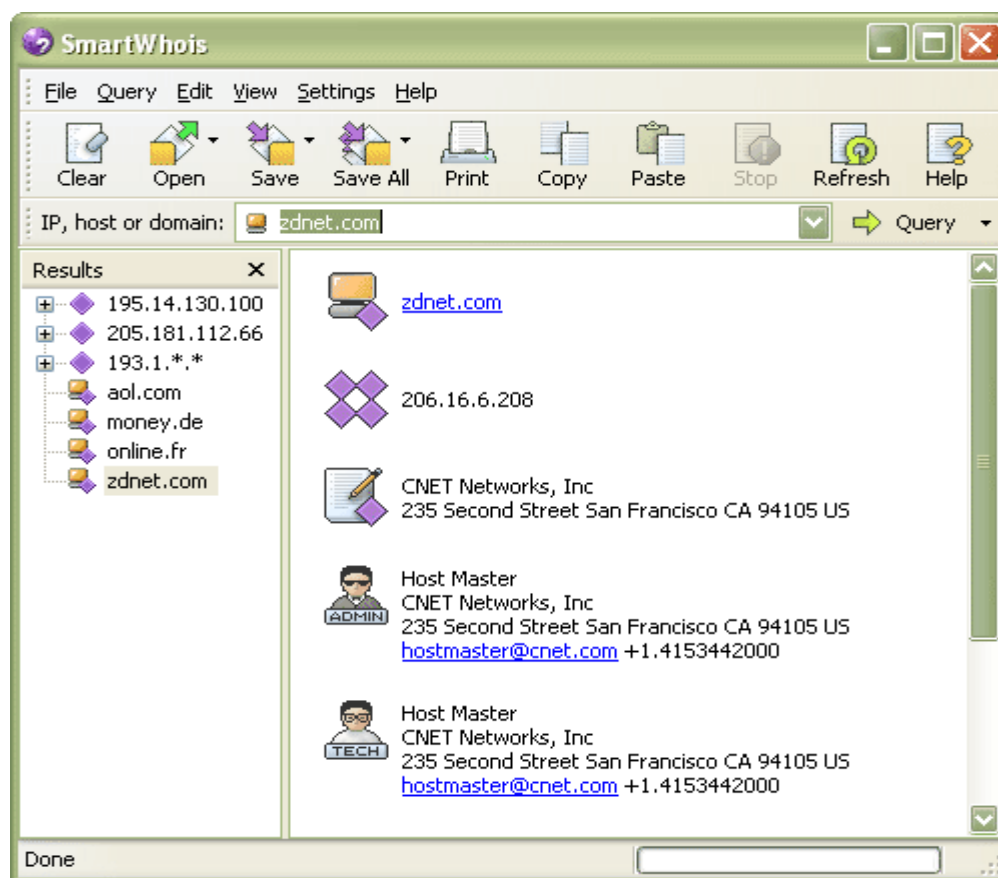 SmartWhois
File Query Edit View Settings Help
Clear Open Save Save All Print Copy Paste Stop Refresh Help
IP, host or domain: zdnet.com Query
Results
195.14.130.100
205.181.112.66
193.1.*.*
aol.com
money.de
online.fr
zdnet.com
zdnet.com
206.16.6.208
CNET Networks, Inc
235 Second Street San Francisco CA 94105 US
Host Master
CNET Networks, Inc
235 Second Street San Francisco CA 94105 US
hostmaster@cnet.com +1.4153442000
ADMIN
Host Master
CNET Networks, Inc
235 Second Street San Francisco CA 94105 US
hostmaster@cnet.com +1.4153442000
TECH
Done